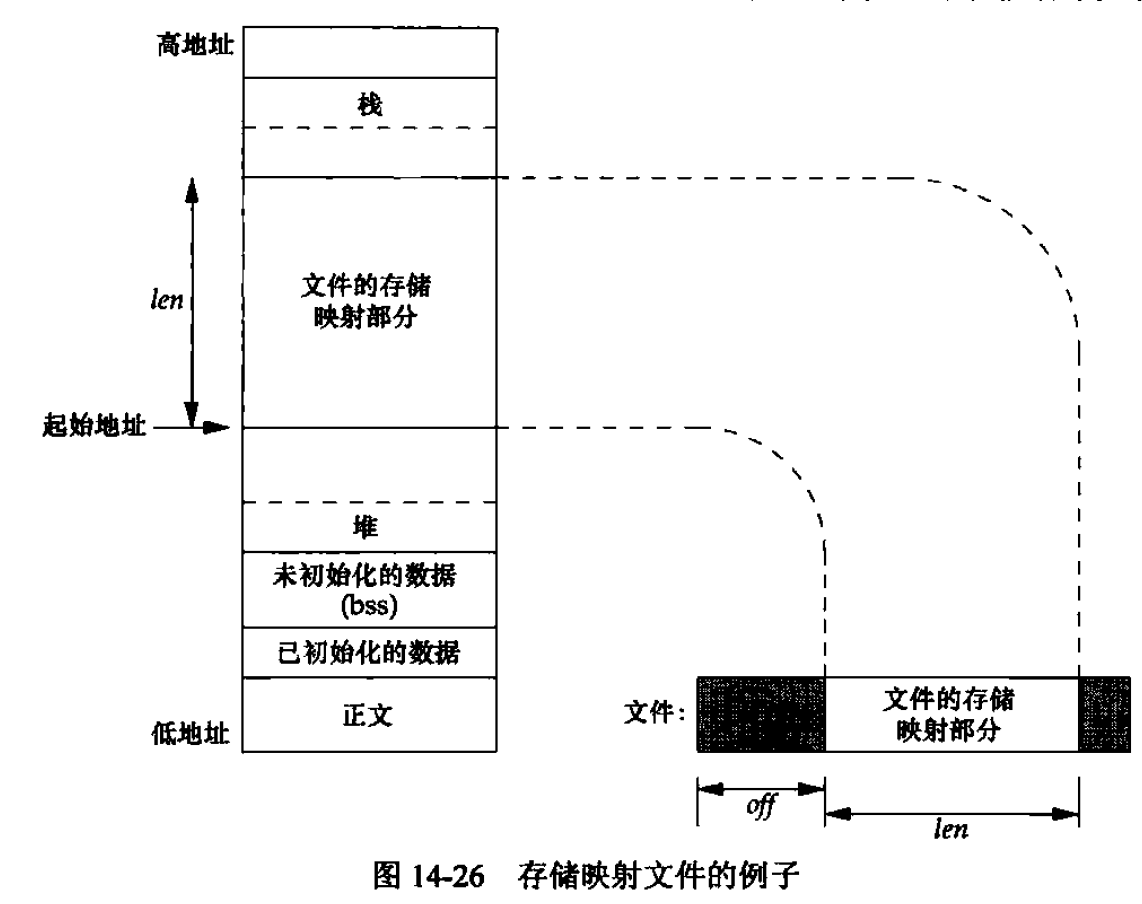 高地址
栈
len
文件的存储
映射部分
起始地址
堆
未初始化的数据
(bss)
已初始化的数据
正文
低地址
文件:
文件的存储
映射部分
off
len
图 14-26 存储映射文件的例子